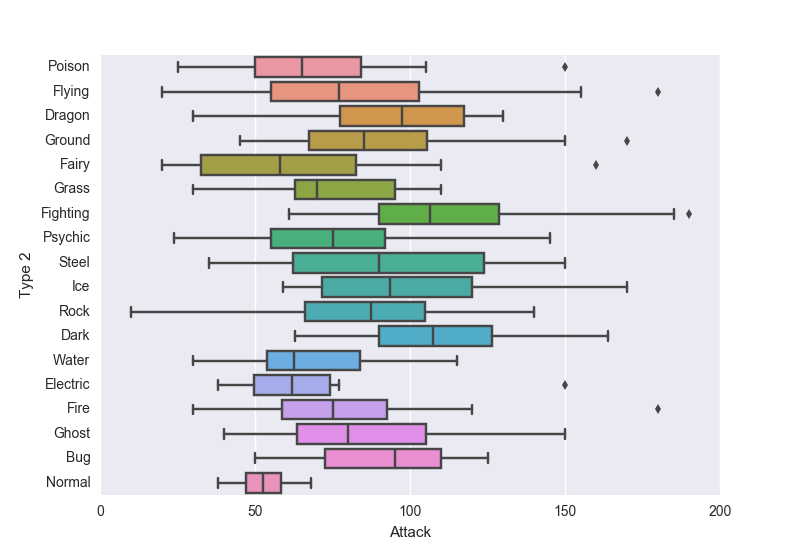 Poison
Flying
Dragon
Ground
Fairy
Grass
Fighting
Psychic
Steel
Ice
Rock
Dark
Water
Electric
Fire
Ghost
Bug
Normal
Type 2
0 50 100 150 200
Attack